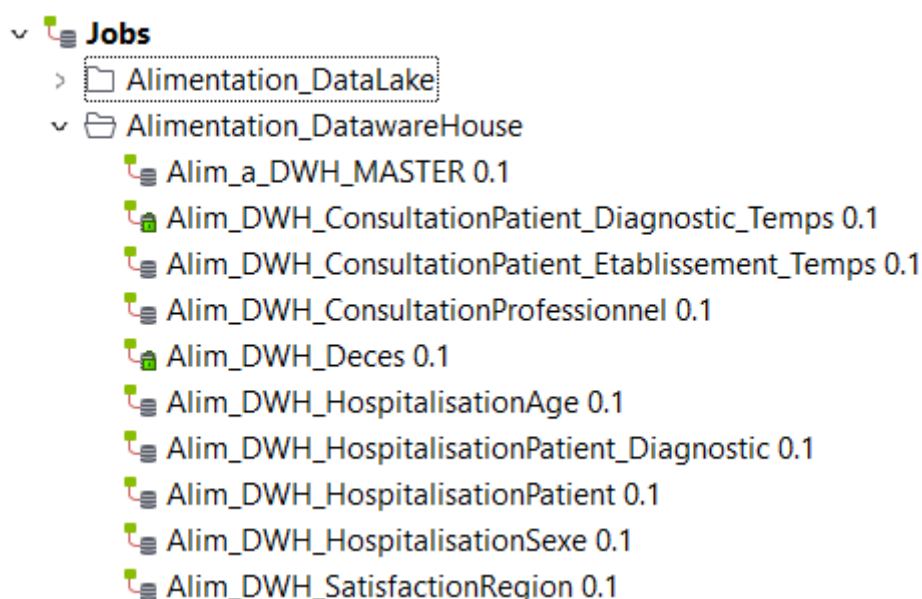 Jobs
Alimentation_DataLake
Alimentation_DatawareHouse
Alim_a_DWH_MASTER 0.1
Alim_DWH_ConsultationPatient_Diagnostic_Temps 0.1
Alim_DWH_ConsultationPatient_Etablissement_Temps 0.1
Alim_DWH_ConsultationProfessionnel 0.1
Alim_DWH_Deces 0.1
Alim_DWH_HospitalisationAge 0.1
Alim_DWH_HospitalisationPatient_Diagnostic 0.1
Alim_DWH_HospitalisationPatient 0.1
Alim_DWH_HospitalisationSexe 0.1
Alim_DWH_SatisfactionRegion 0.1